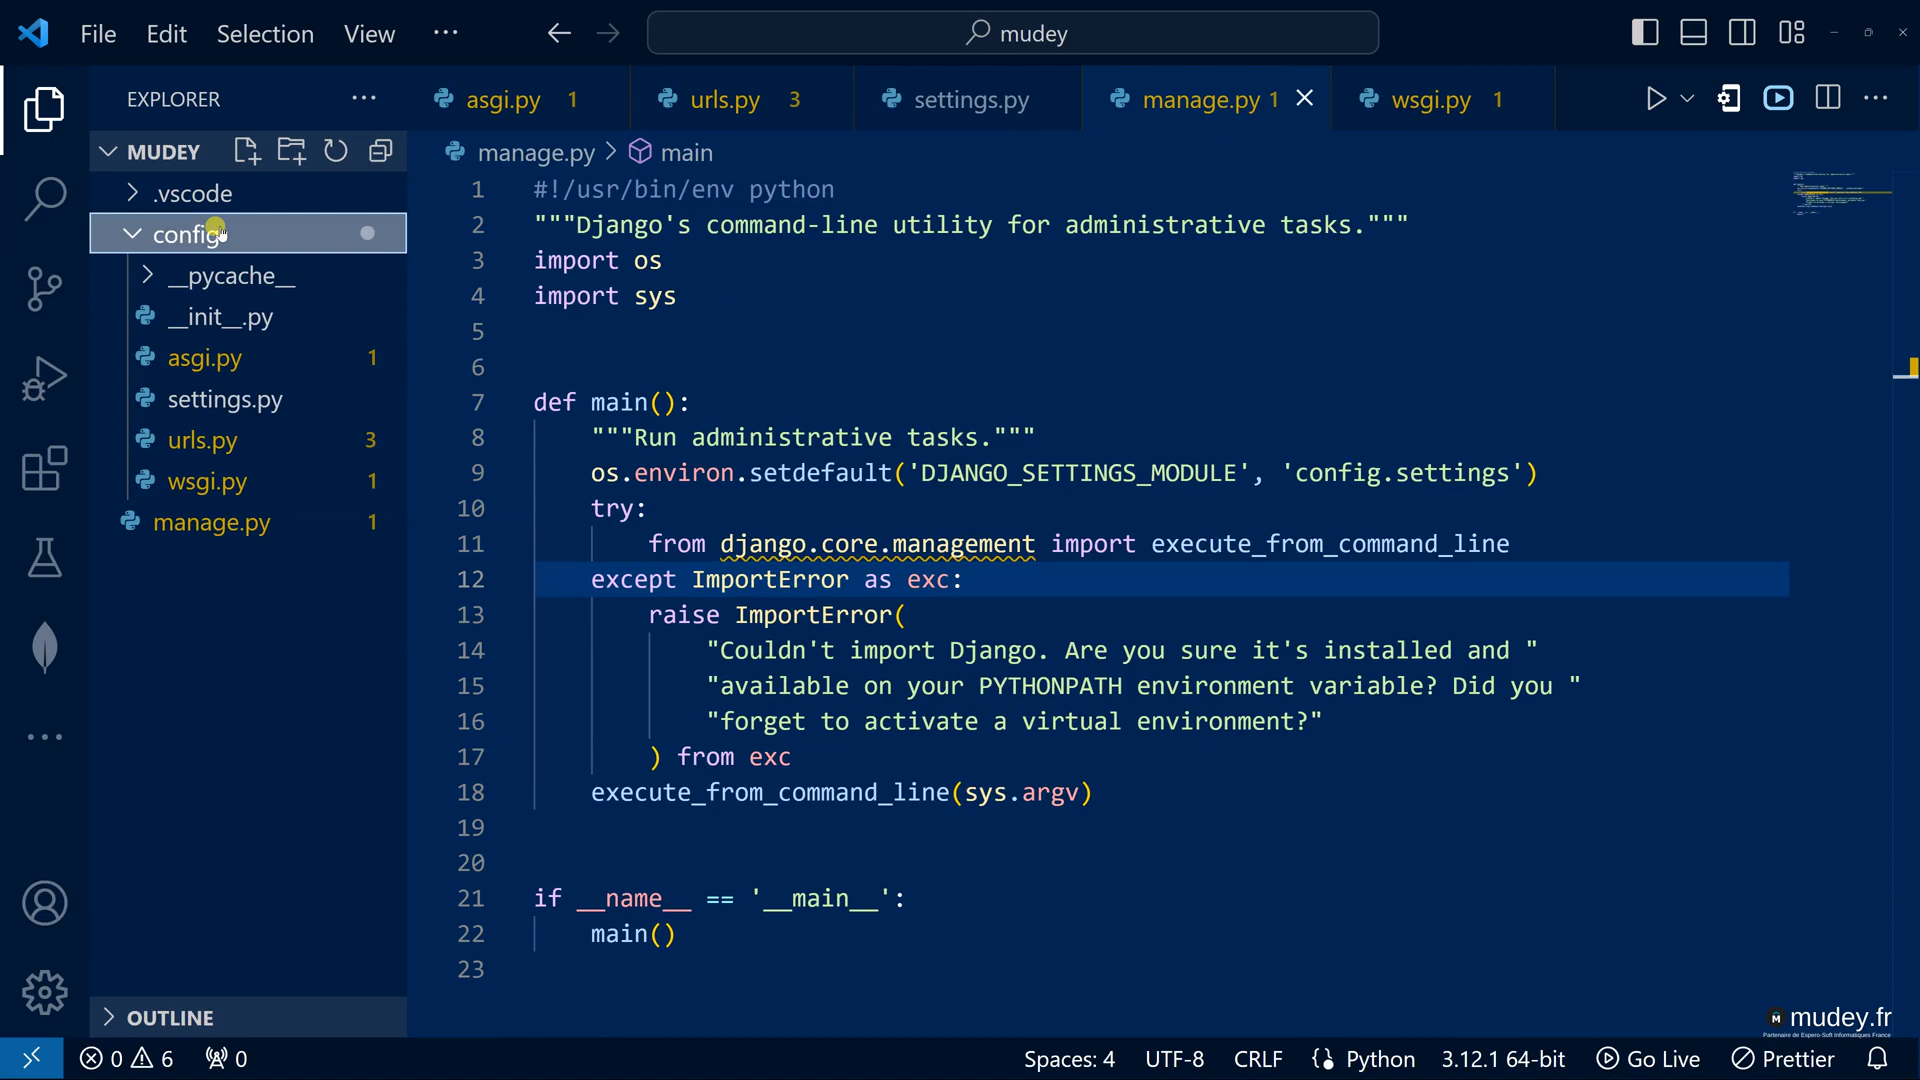 File Edit Selection View ... mudey
EXPLORER ...
MUDEY
.vscode
config
__pycache__
__init__.py
asgi.py 1
settings.py
urls.py 3
wsgi.py 1
manage.py 1
OUTLINE
asgi.py 1 urls.py 3 settings.py manage.py 1 wsgi.py 1
manage.py > main
1 #!/usr/bin/env python
2 """Django's command-line utility for administrative tasks."""
3 import os
4 import sys
5
6
7 def main():
8     """Run administrative tasks."""
9     os.environ.setdefault('DJANGO_SETTINGS_MODULE', 'config.settings')
10     try:
11         from django.core.management import execute_from_command_line
12     except ImportError as exc:
13         raise ImportError(
14             "Couldn't import Django. Are you sure it's installed and "
15             "available on your PYTHONPATH environment variable? Did you "
16             "forget to activate a virtual environment?"
17         ) from exc
18     execute_from_command_line(sys.argv)
19
20
21 if __name__ == '__main__':
22     main()
23
M mudey.fr
Partenaire de Espero-Soft Informatiques France
0 6 0 Spaces: 4 UTF-8 CRLF Python 3.12.1 64-bit Go Live Prettier